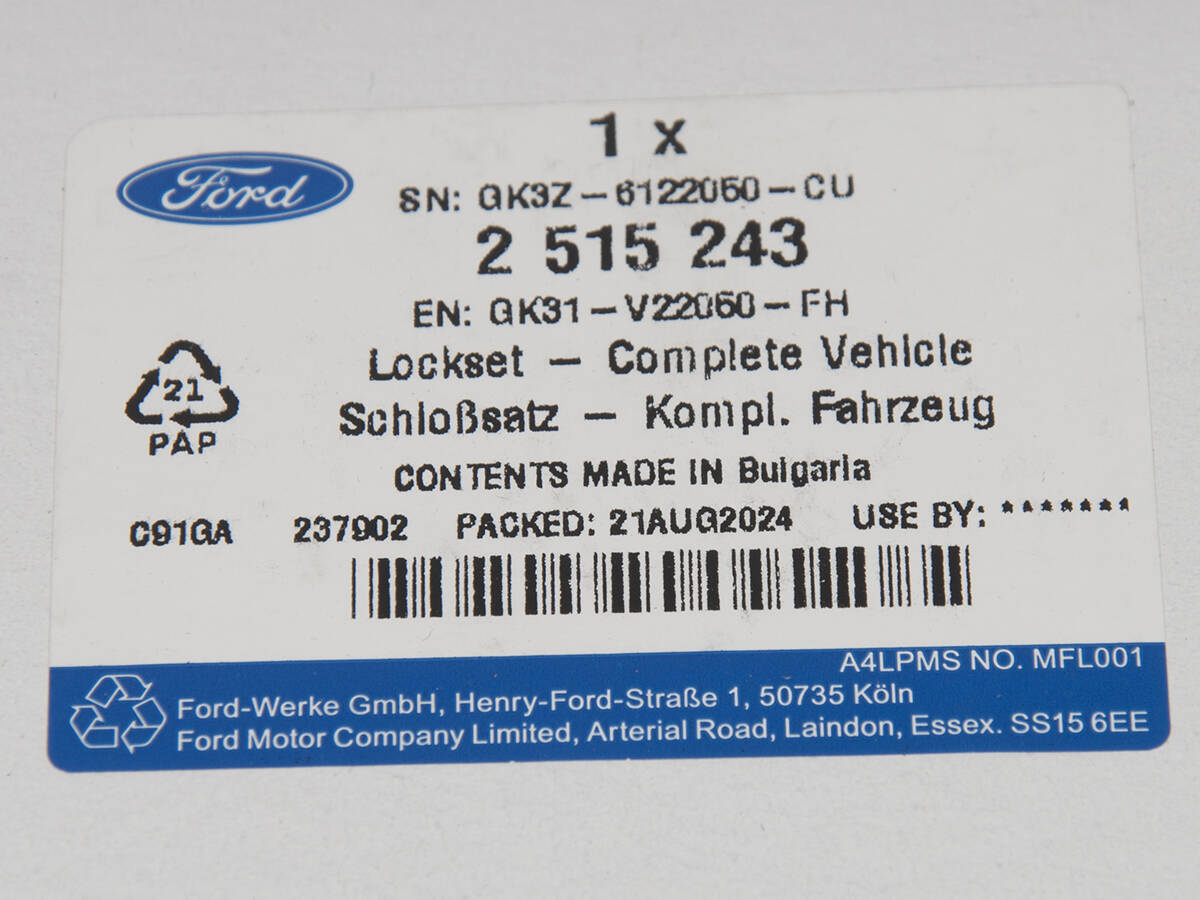 1 x
Ford
SN: GK3Z-6122050-CU
2 515 243
EN: GK31-V22050-FH
Lockset - Complete Vehicle
Schloßsatz - Kompl. Fahrzeug
21
PAP
CONTENTS MADE IN Bulgaria
C91GA 237902 PACKED: 21AUG2024 USE BY: *******
A4LPMS NO. MFL001
Ford-Werke GmbH, Henry-Ford-Straße 1, 50735 Köln
Ford Motor Company Limited, Arterial Road, Laindon, Essex. SS15 6EE